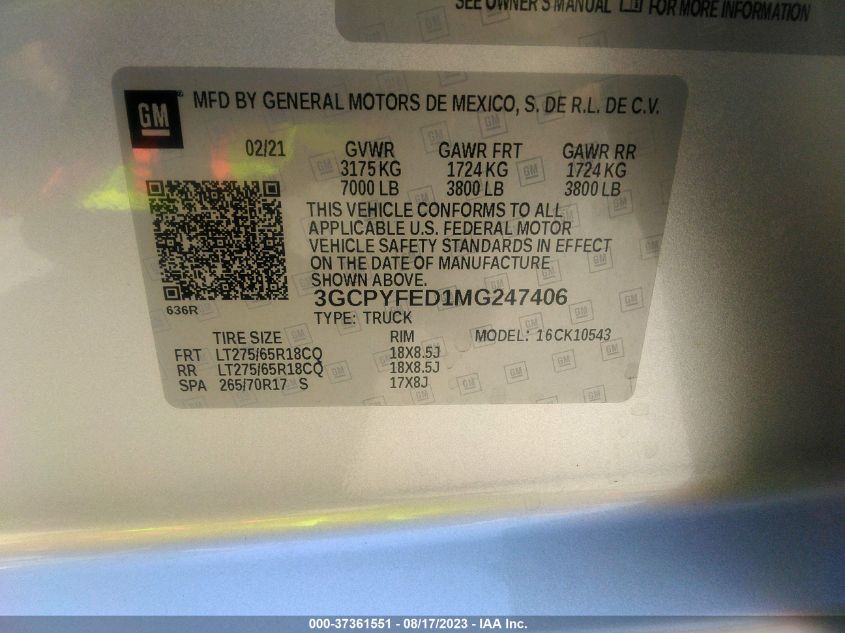 SEE OWNER'S MANUAL FOR MORE INFORMATION
GM
MFD BY GENERAL MOTORS DE MEXICO, S. DE R.L. DE C.V.
02/21 GVWR GAWR FRT GAWR RR
3175 KG 1724 KG 1724 KG
7000 LB 3800 LB 3800 LB
THIS VEHICLE CONFORMS TO ALL
APPLICABLE U.S. FEDERAL MOTOR
VEHICLE SAFETY STANDARDS IN EFFECT
ON THE DATE OF MANUFACTURE
SHOWN ABOVE.
3GCPYFED1MG247406
636R
TYPE: TRUCK
TIRE SIZE RIM MODEL: 16CK10543
FRT LT275/65R18CQ 18X8.5J
RR LT275/65R18CQ 18X8.5J
SPA 265/70R17 S 17X8J
000-37361551 - 08/17/2023 - IAA Inc.